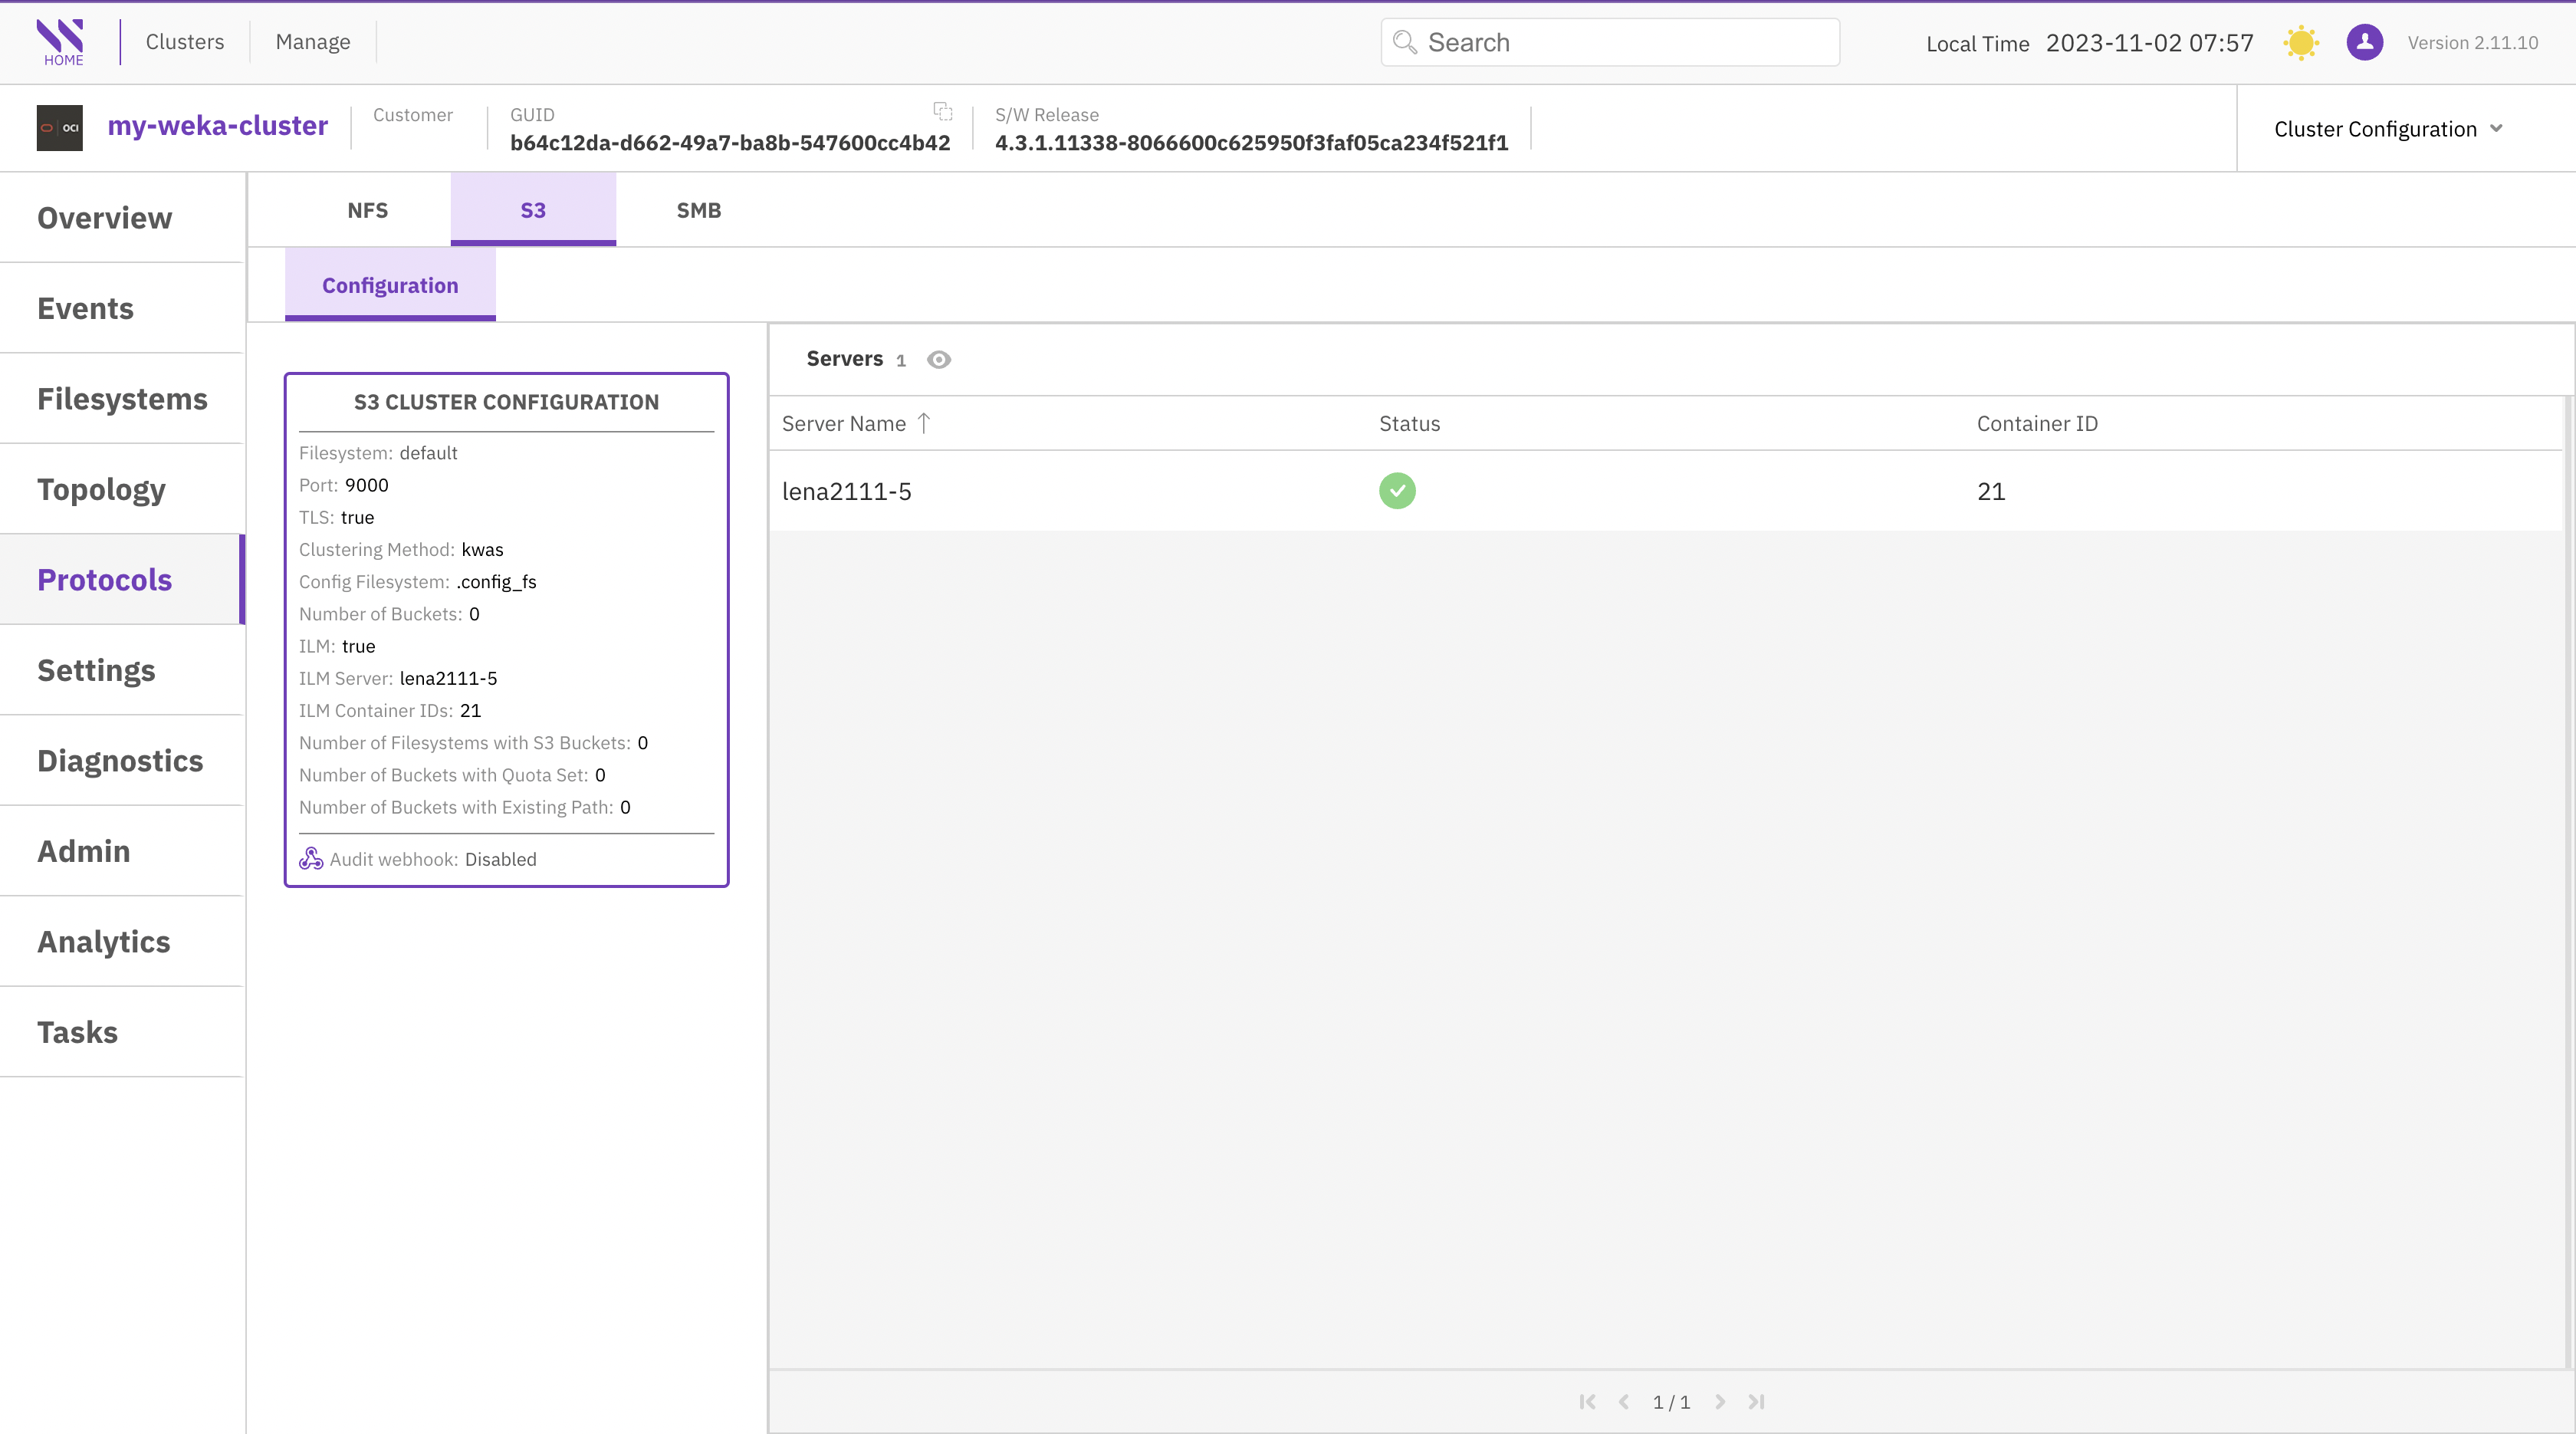 HOME
Clusters
Manage
Search
Local Time 2023-11-02 07:57
Version 2.11.10
OCI
my-weka-cluster
Customer
GUID
b64c12da-d662-49a7-ba8b-547600cc4b42
S/W Release
4.3.1.11338-8066600c625950f3faf05ca234f521f1
Cluster Configuration
Overview
Events
Filesystems
Topology
Protocols
Settings
Diagnostics
Admin
Analytics
Tasks
NFS
S3
SMB
Configuration
S3 CLUSTER CONFIGURATION
Filesystem: default
Port: 9000
TLS: true
Clustering Method: kwas
Config Filesystem: .config_fs
Number of Buckets: 0
ILM: true
ILM Server: lena2111-5
ILM Container IDs: 21
Number of Filesystems with S3 Buckets: 0
Number of Buckets with Quota Set: 0
Number of Buckets with Existing Path: 0
Audit webhook: Disabled
Servers 1
Server Name
Status
Container ID
lena2111-5
21
1 / 1